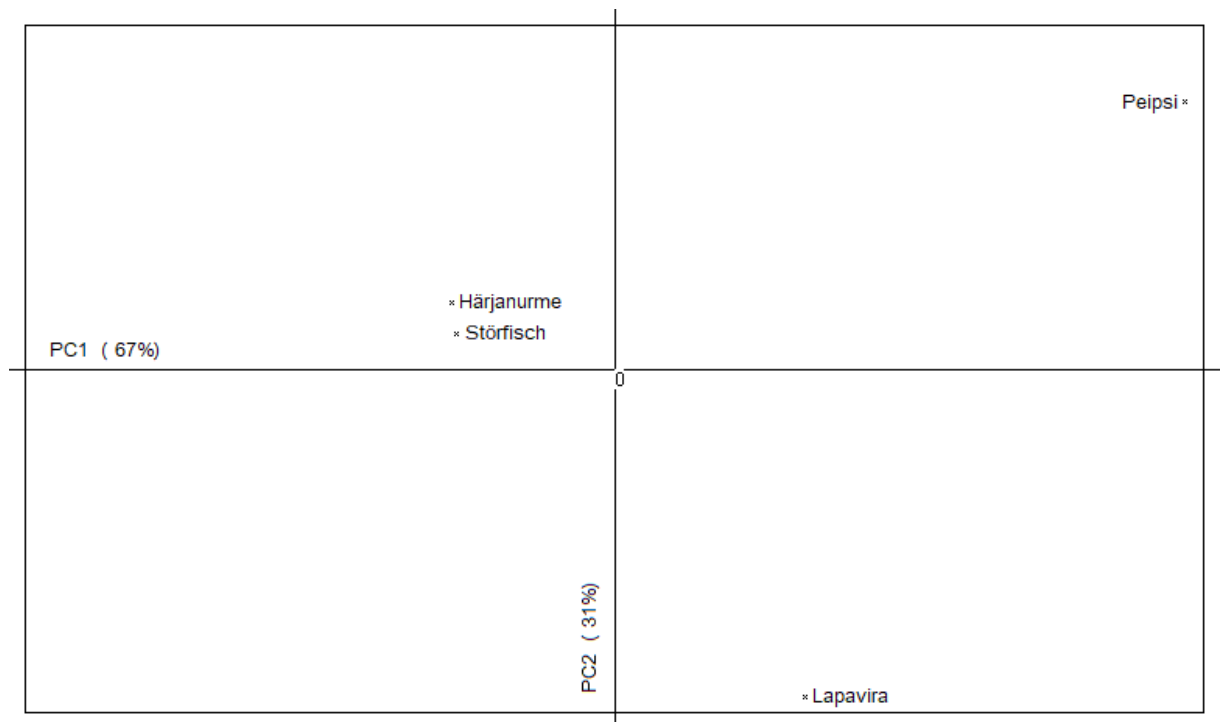 Peipsi
Härjanurme
Störfisch
PC1 ( 67%)
0
PC2 ( 31%)
Lapavira